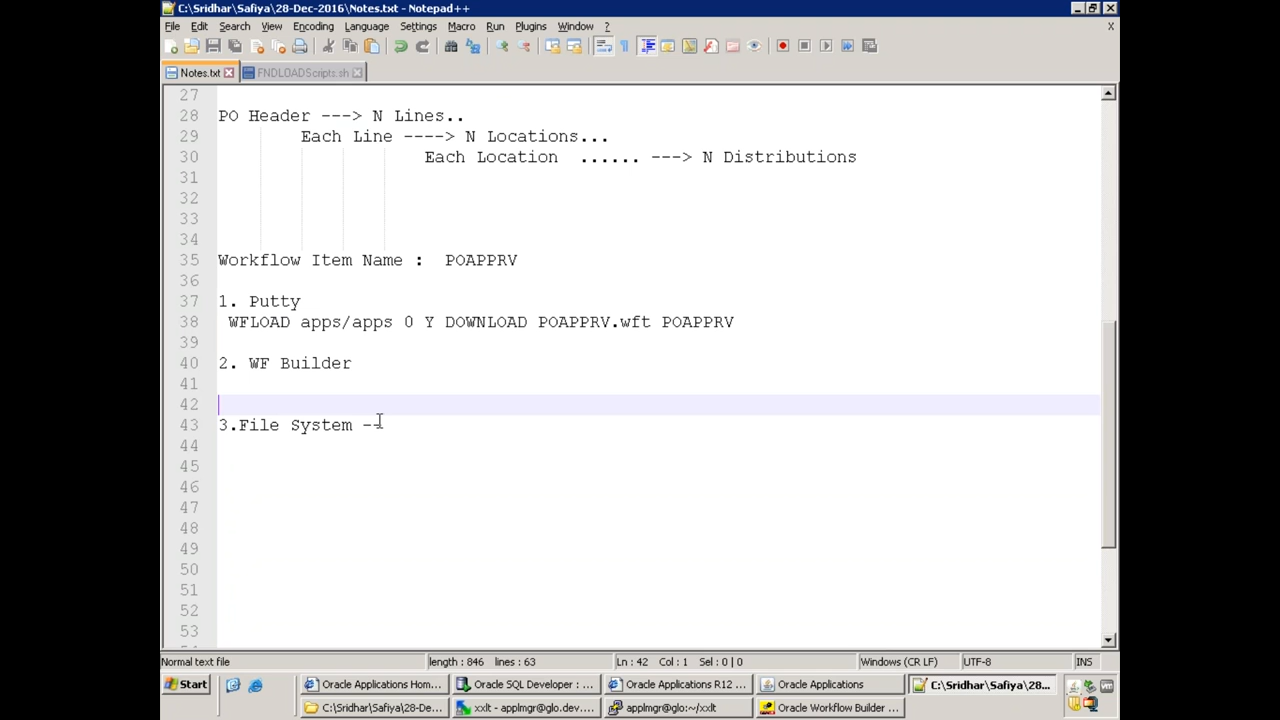 C:\Sridhar\Safiya\28-Dec-2016\Notes.txt - Notepad++
File Edit Search View Encoding Language Settings Macro Run Plugins Window ? X
Notes.txt FNDLOADScripts.sh
27
28 PO Header ---> N Lines..
29 Each Line ----> N Locations...
30 Each Location ...... ---> N Distributions
31
32
33
34
35 Workflow Item Name : POAPPRV
36
37 1. Putty
38 WFLOAD apps/apps 0 Y DOWNLOAD POAPPRV.wft POAPPRV
39
40 2. WF Builder
41
42
43 3.File System --
44
45
46
47
48
49
50
51
52
53
Normal text file length : 846 lines : 63 Ln : 42 Col : 1 Sel : 0 | 0 Windows (CR LF) UTF-8 INS
Start Oracle Applications Hom... Oracle SQL Developer : ... Oracle Applications R12 ... Oracle Applications C:\Sridhar\Safiya\28...
C:\Sridhar\Safiya\28-De... xxlt - applmgr@glo.dev.... applmgr@glo:~/xxlt Oracle Workflow Builder ...